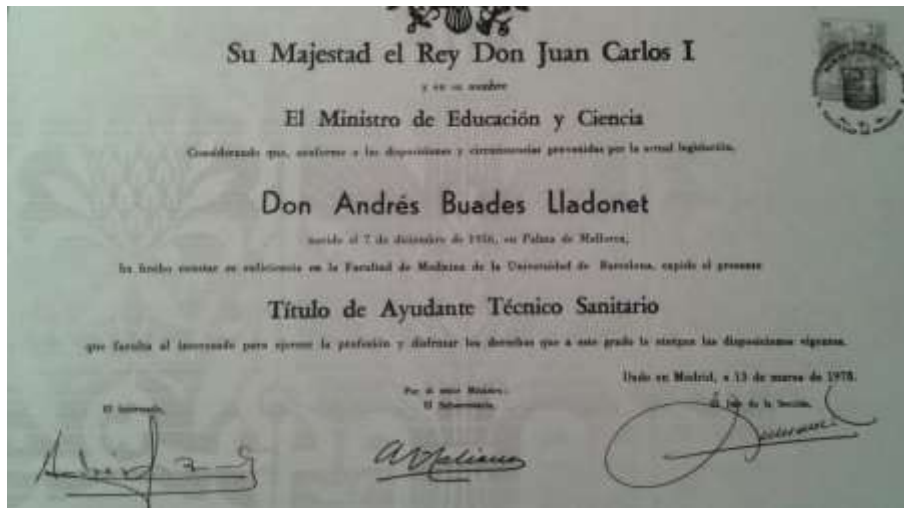 Su Majestad el Rey Don Juan Carlos I
y en su nombre
El Ministro de Educación y Ciencia
Considerando que, conforme a las disposiciones y circunstancias prevenidas por la actual legislación,
Don Andrés Buades Lladonet
nacido el 7 de diciembre de 1956, en Palma de Mallorca,
ha hecho constar su suficiencia en la Facultad de Medicina de la Universidad de Barcelona, expido el presente
Título de Ayudante Técnico Sanitario
que faculta al interesado para ejercer la profesión y disfrutar los derechos que a este grado le otorgan las disposiciones vigentes.
Dado en Madrid, a 13 de marzo de 1978.
Por el Ministro,
El interesado,
El Subsecretario,
El Jefe de la Sección,